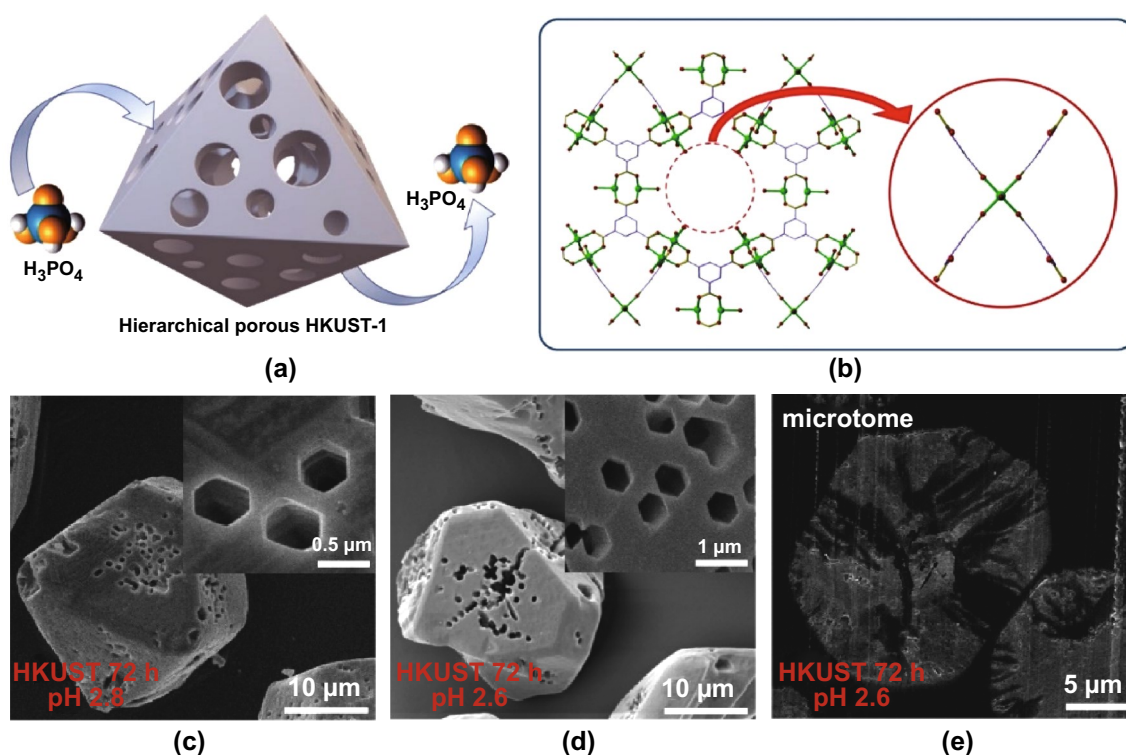 H₃PO₄
H₃PO₄
Hierarchical porous HKUST-1
(a)
(b)
0.5 µm
HKUST 72 h
pH 2.8
10 µm
(c)
1 µm
HKUST 72 h
pH 2.6
10 µm
(d)
microtome
HKUST 72 h
pH 2.6
5 µm
(e)